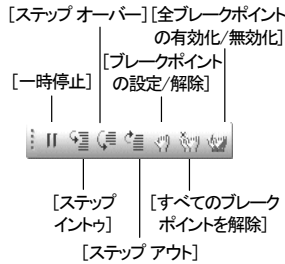 [ステップ オーバー]
[全ブレークポイント
の有効化/無効化]
[ブレークポイント
の設定/解除]
[一時停止]
[ステップ
イントゥ]
[すべてのブレーク
ポイントを解除]
[ステップ アウト]